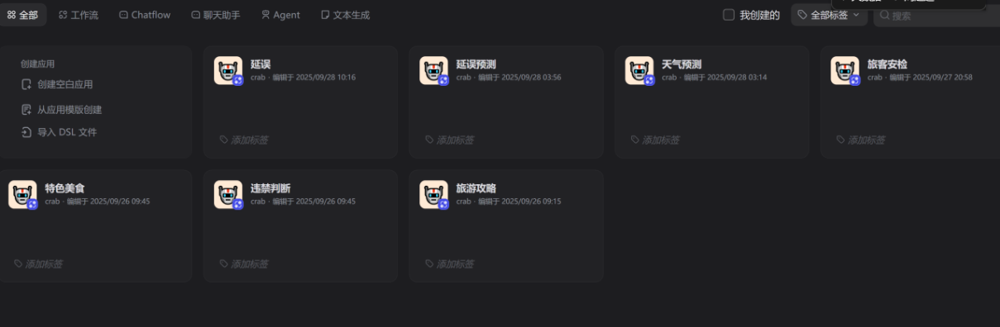 全部 工作流 Chatflow 聊天助手 Agent 文本生成 我创建的 全部标签 搜索
创建应用
创建空白应用
从应用模版创建
导入 DSL 文件
延误
crab · 编辑于 2025/09/28 10:16
添加标签
延误预测
crab · 编辑于 2025/09/28 03:56
添加标签
天气预测
crab · 编辑于 2025/09/28 03:14
添加标签
旅客安检
crab · 编辑于 2025/09/27 20:58
添加标签
特色美食
crab · 编辑于 2025/09/26 09:45
添加标签
违禁判断
crab · 编辑于 2025/09/26 09:45
添加标签
旅游攻略
crab · 编辑于 2025/09/26 09:15
添加标签